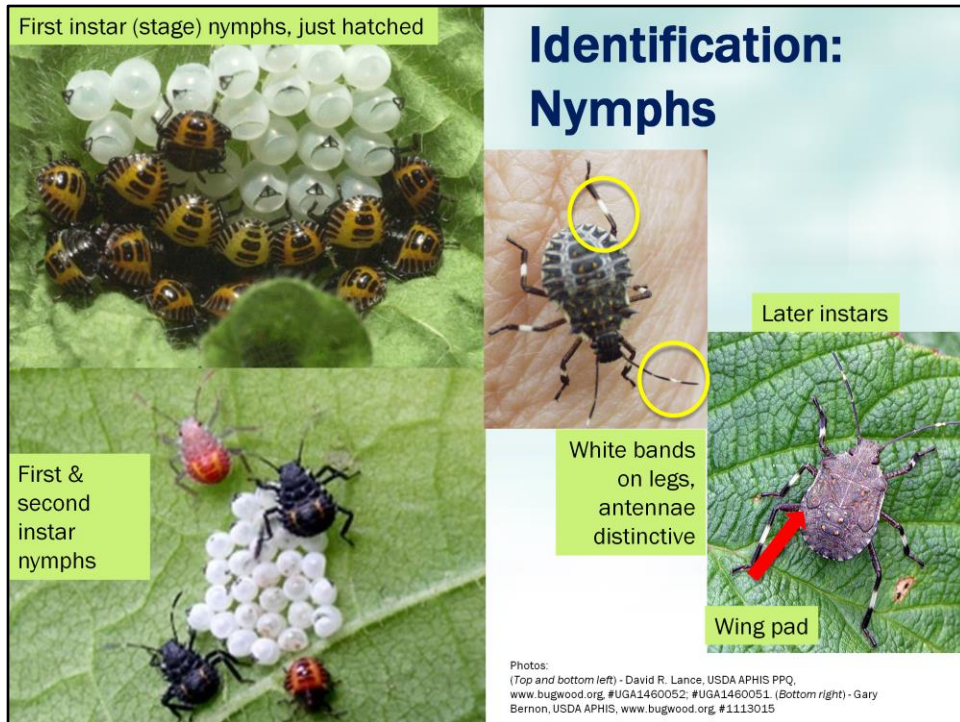 First instar (stage) nymphs, just hatched
Identification:
Nymphs
First &
second
instar
nymphs
White bands
on legs,
antennae
distinctive
Later instars
Wing pad
Photos:
(Top and bottom left) - David R. Lance, USDA APHIS PPQ,
www.bugwood.org, #UGA1460052; #UGA1460051. (Bottom right) - Gary
Bernon, USDA APHIS, www.bugwood.org, #1113015